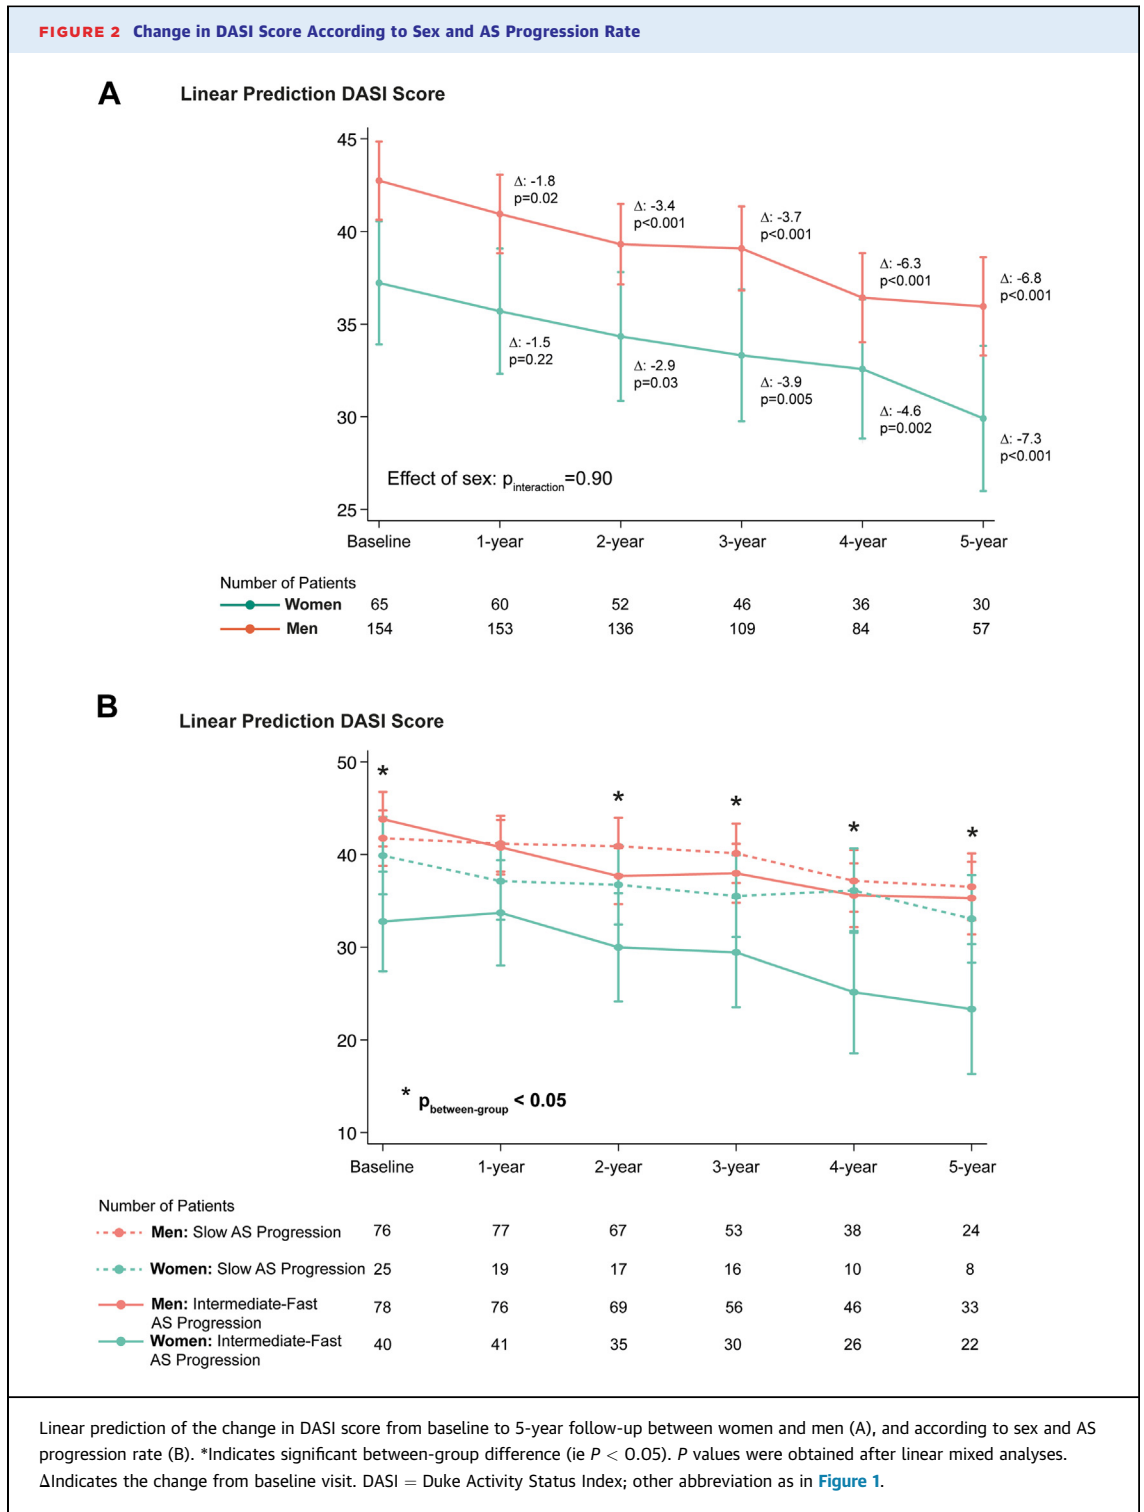 FIGURE 2 Change in DASI Score According to Sex and AS Progression Rate
A
Linear Prediction DASI Score
45
40
35
30
25
Δ: -1.8
p=0.02
Δ: -3.4
p<0.001
Δ: -3.7
p<0.001
Δ: -6.3
p<0.001
Δ: -6.8
p<0.001
Δ: -1.5
p=0.22
Δ: -2.9
p=0.03
Δ: -3.9
p=0.005
Δ: -4.6
p=0.002
Δ: -7.3
p<0.001
Effect of sex: pinteraction=0.90
Baseline 1-year 2-year 3-year 4-year 5-year
Number of Patients
Women 65 60 52 46 36 30
Men 154 153 136 109 84 57
B
Linear Prediction DASI Score
50
40
30
20
10
* * * * *
* pbetween-group < 0.05
Baseline 1-year 2-year 3-year 4-year 5-year
Number of Patients
Men: Slow AS Progression 76 77 67 53 38 24
Women: Slow AS Progression 25 19 17 16 10 8
Men: Intermediate-Fast 78 76 69 56 46 33
AS Progression
Women: Intermediate-Fast 40 41 35 30 26 22
AS Progression
Linear prediction of the change in DASI score from baseline to 5-year follow-up between women and men (A), and according to sex and AS
progression rate (B). *Indicates significant between-group difference (ie P < 0.05). P values were obtained after linear mixed analyses.
ΔIndicates the change from baseline visit. DASI = Duke Activity Status Index; other abbreviation as in Figure 1.